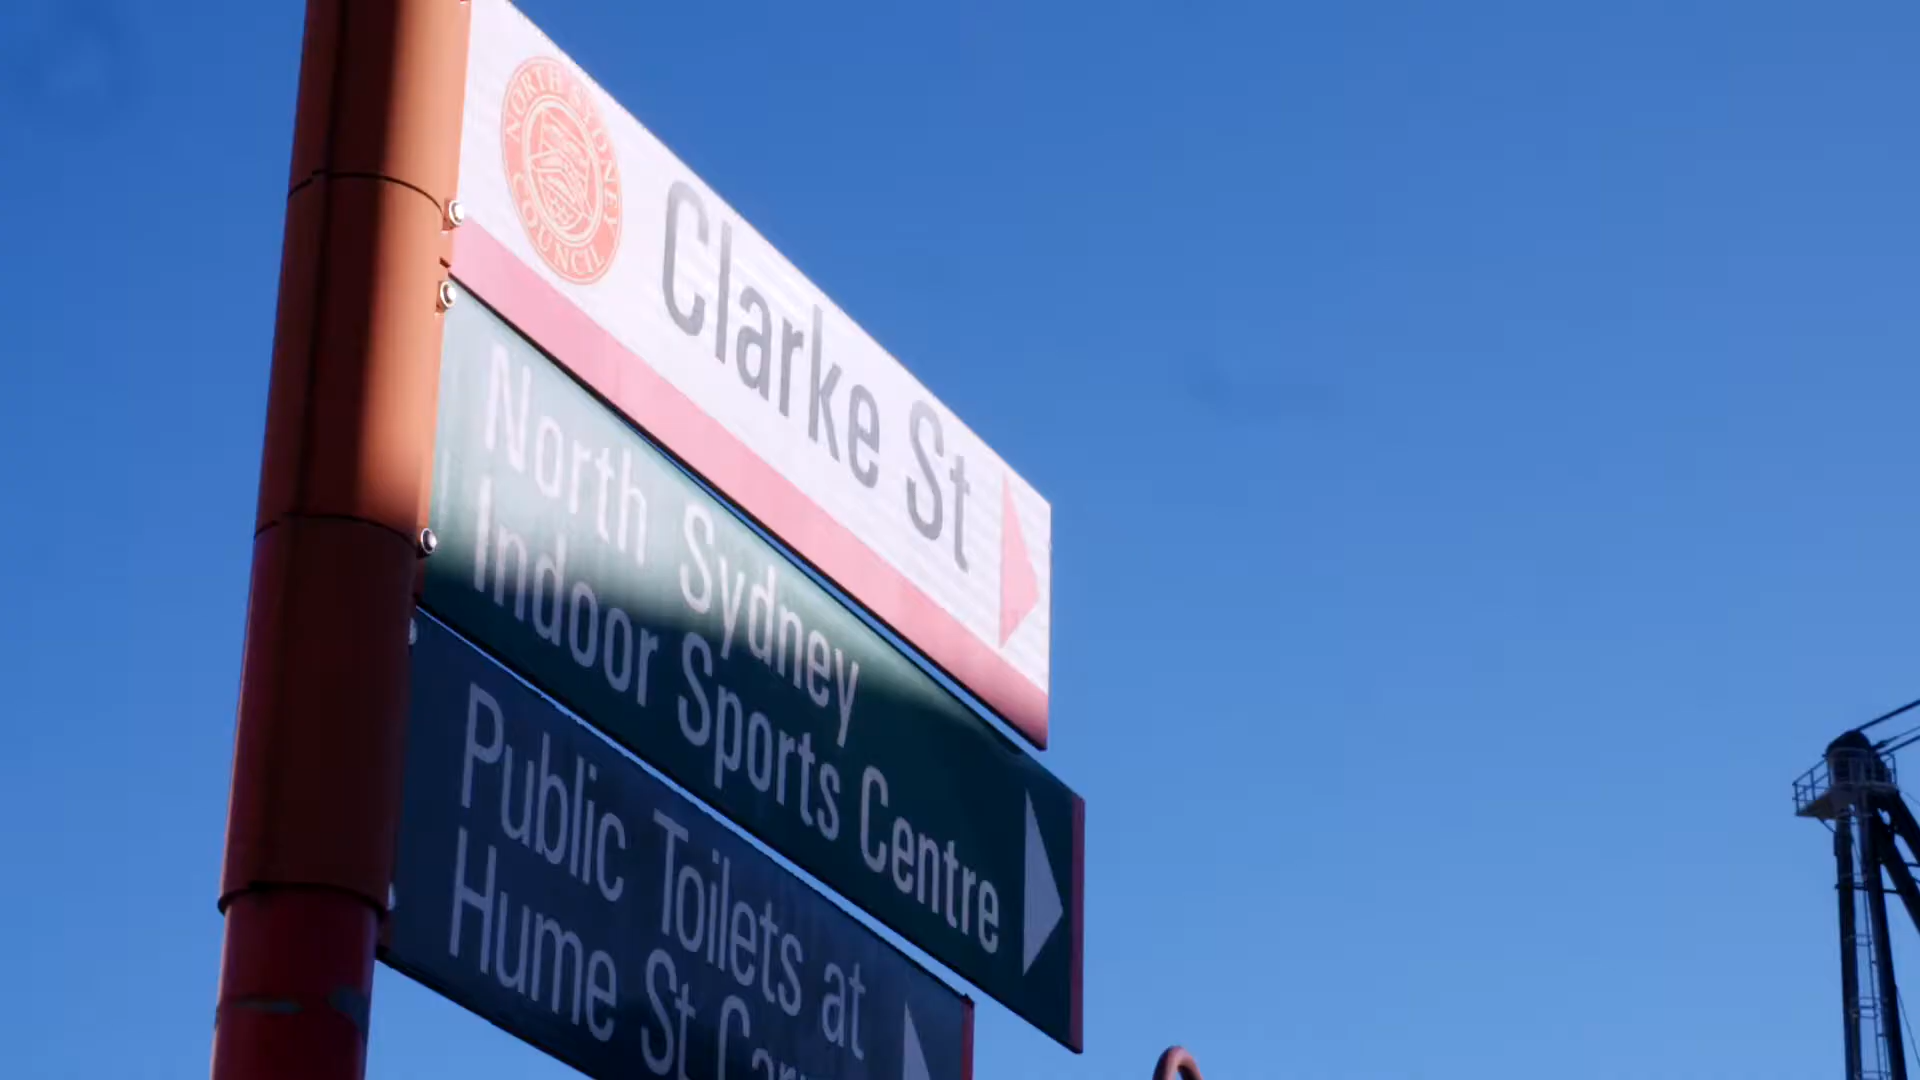 NORTH SYDNEY
COUNCIL
Clarke St
North Sydney
Indoor Sports Centre
Public Toilets at
Hume St